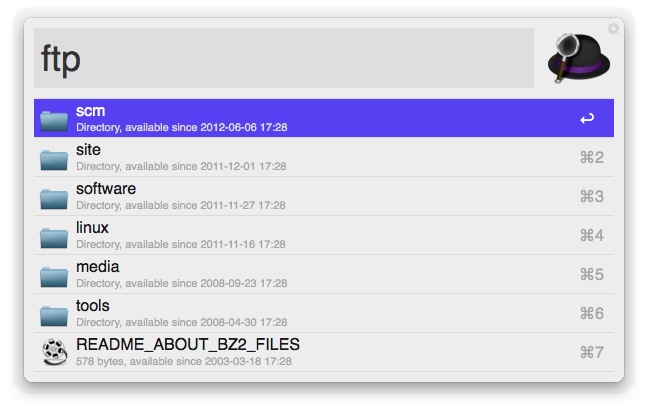 ftp
scm
Directory, available since 2012-06-06 17:28
↩
site
Directory, available since 2011-12-01 17:28
⌘2
software
Directory, available since 2011-11-27 17:28
⌘3
linux
Directory, available since 2011-11-16 17:28
⌘4
media
Directory, available since 2008-09-23 17:28
⌘5
tools
Directory, available since 2008-04-30 17:28
⌘6
README_ABOUT_BZ2_FILES
578 bytes, available since 2003-03-18 17:28
⌘7